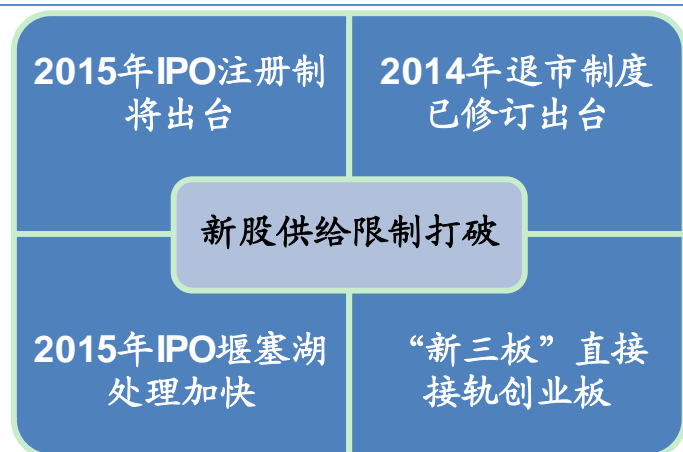 2015年IPO注册制
将出台
2014年退市制度
已修订出台
新股供给限制打破
2015年IPO堰塞湖
处理加快
“新三板”直接
接轨创业板